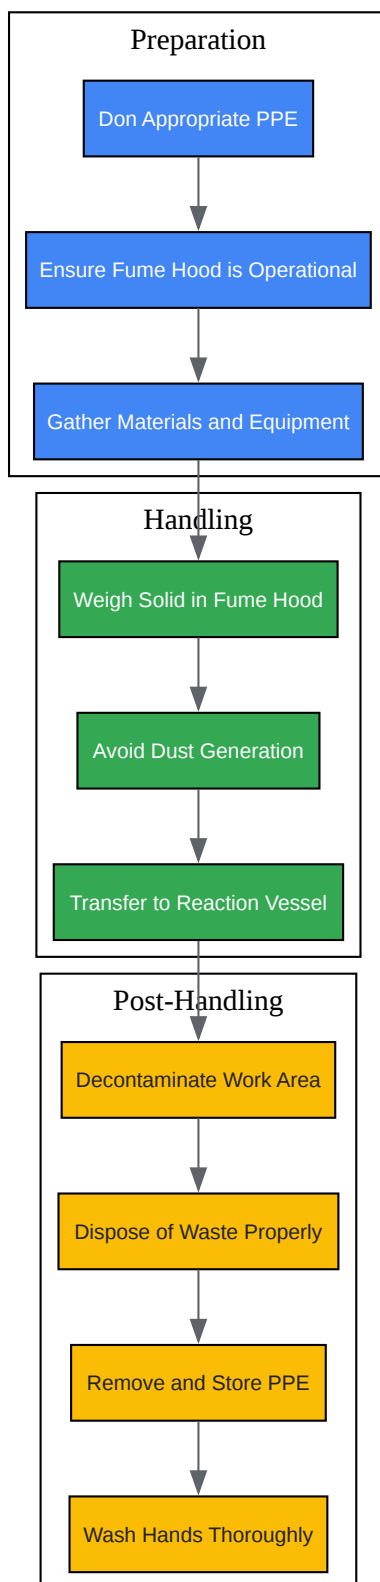 Preparation
Don Appropriate PPE
Ensure Fume Hood is Operational
Gather Materials and Equipment
Handling
Weigh Solid in Fume Hood
Avoid Dust Generation
Transfer to Reaction Vessel
Post-Handling
Decontaminate Work Area
Dispose of Waste Properly
Remove and Store PPE
Wash Hands Thoroughly